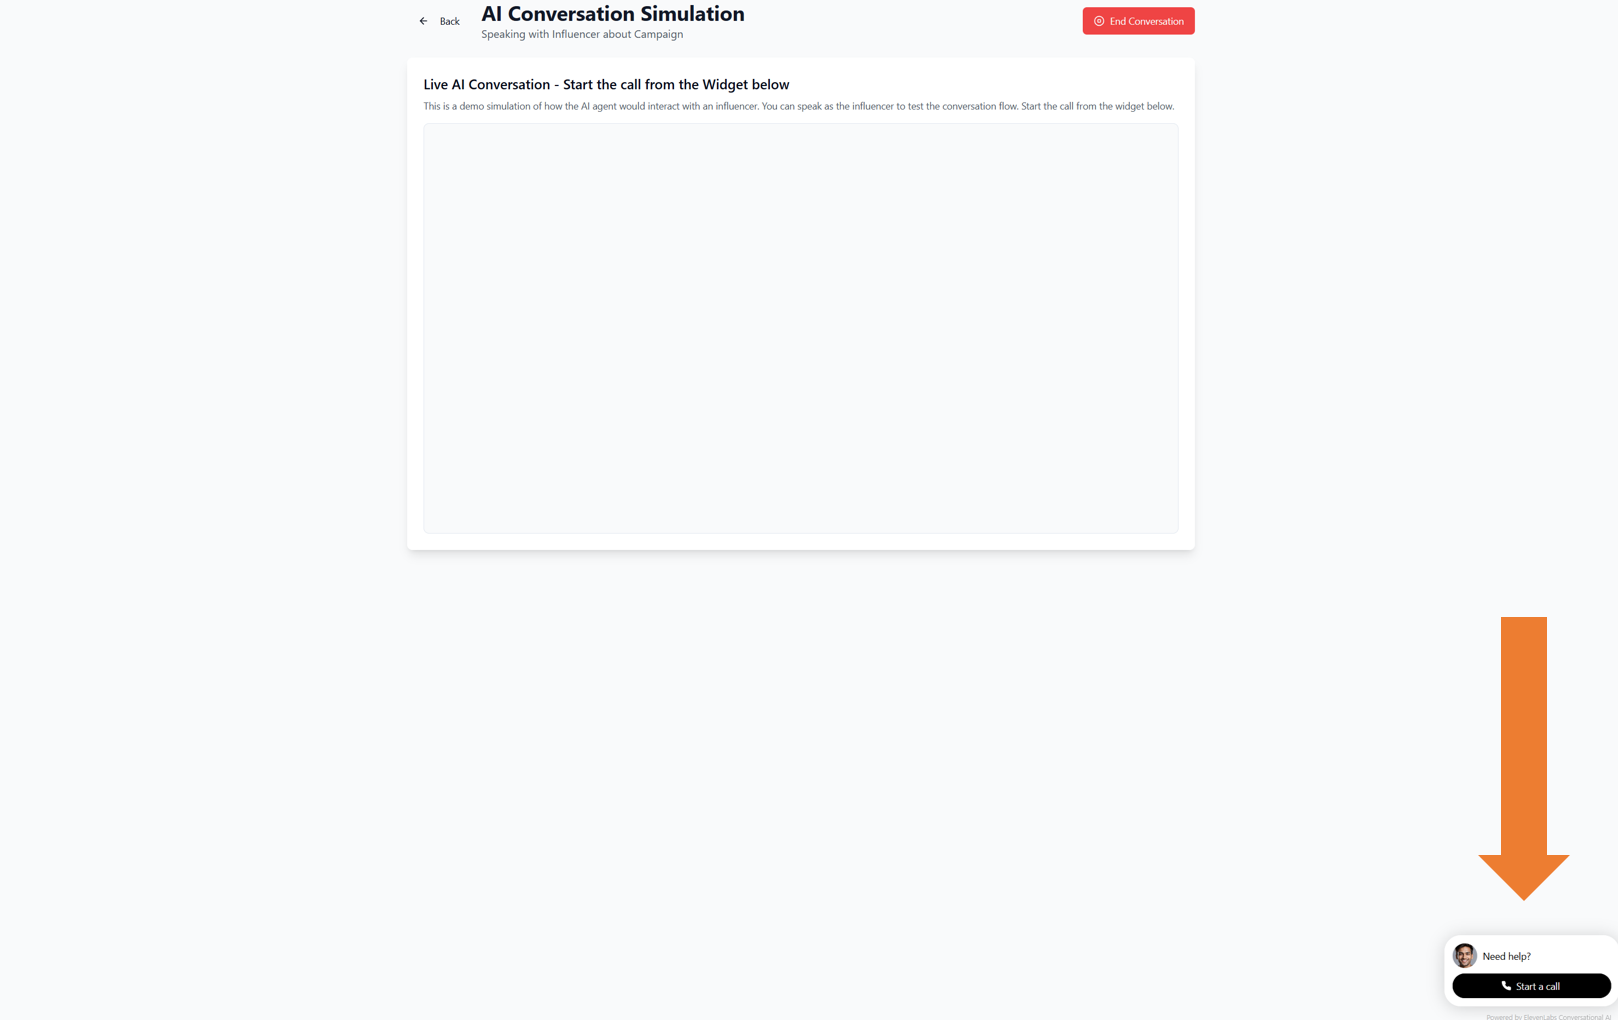 Back
AI Conversation Simulation
Speaking with Influencer about Campaign
End Conversation
Live AI Conversation - Start the call from the Widget below
This is a demo simulation of how the AI agent would interact with an influencer. You can speak as the influencer to test the conversation flow. Start the call from the widget below.
Need help?
Start a call
Powered by ElevenLabs Conversational AI